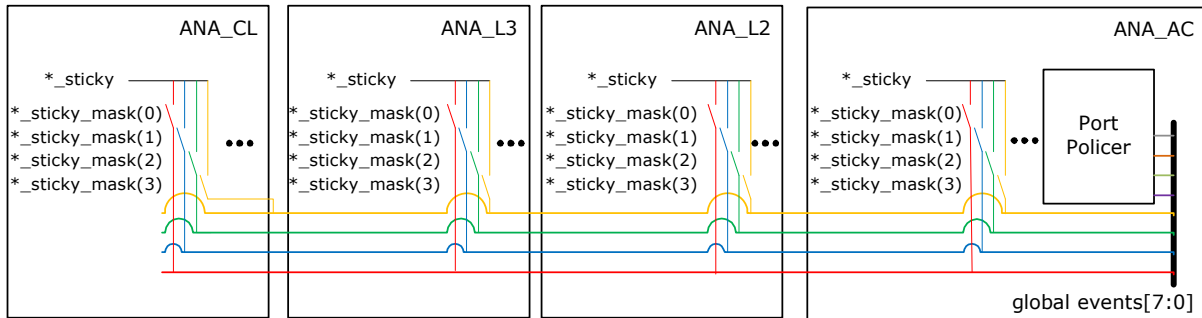 ANA_CL
*_sticky
*_sticky_mask(0)
*_sticky_mask(1)
*_sticky_mask(2)
*_sticky_mask(3)
ANA_L3
*_sticky
*_sticky_mask(0)
*_sticky_mask(1)
*_sticky_mask(2)
*_sticky_mask(3)
ANA_L2
*_sticky
*_sticky_mask(0)
*_sticky_mask(1)
*_sticky_mask(2)
*_sticky_mask(3)
ANA_AC
*_sticky
*_sticky_mask(0)
*_sticky_mask(1)
*_sticky_mask(2)
*_sticky_mask(3)
Port
Policer
global events[7:0]